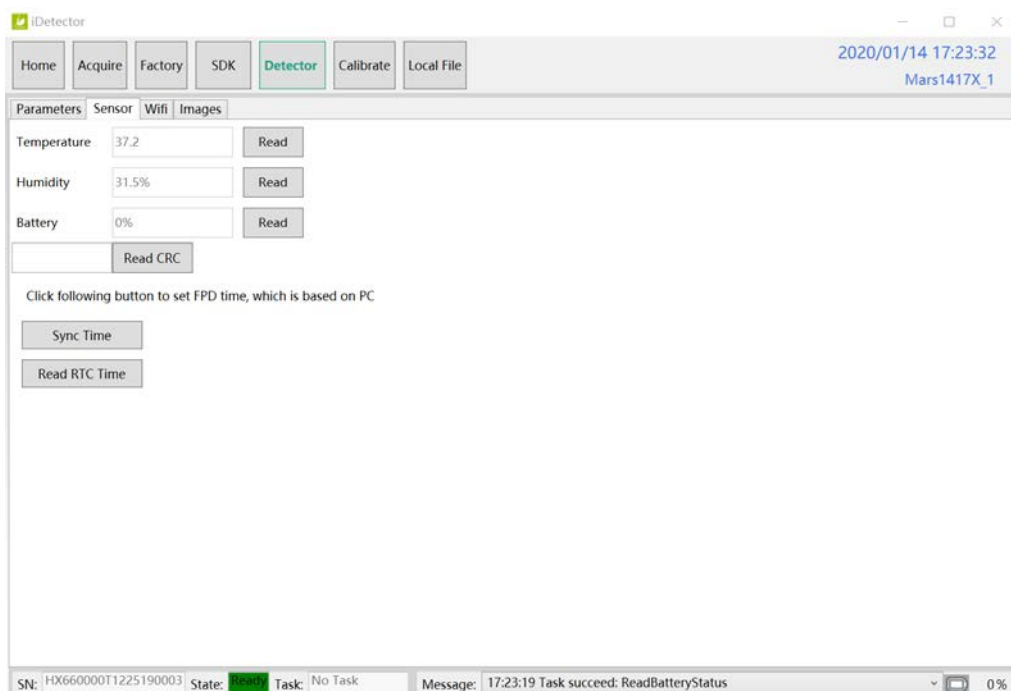 iDetector
Home Acquire Factory SDK Detector Calibrate Local File
2020/01/14 17:23:32
Mars1417X_1
Parameters Sensor Wifi Images
Temperature 37.2 Read
Humidity 31.5% Read
Battery 0% Read
Read CRC
Click following button to set FPD time, which is based on PC
Sync Time
Read RTC Time
SN: HX660000T1225190003 State: Ready Task: No Task Message: 17:23:19 Task succeed: ReadBatteryStatus 0%